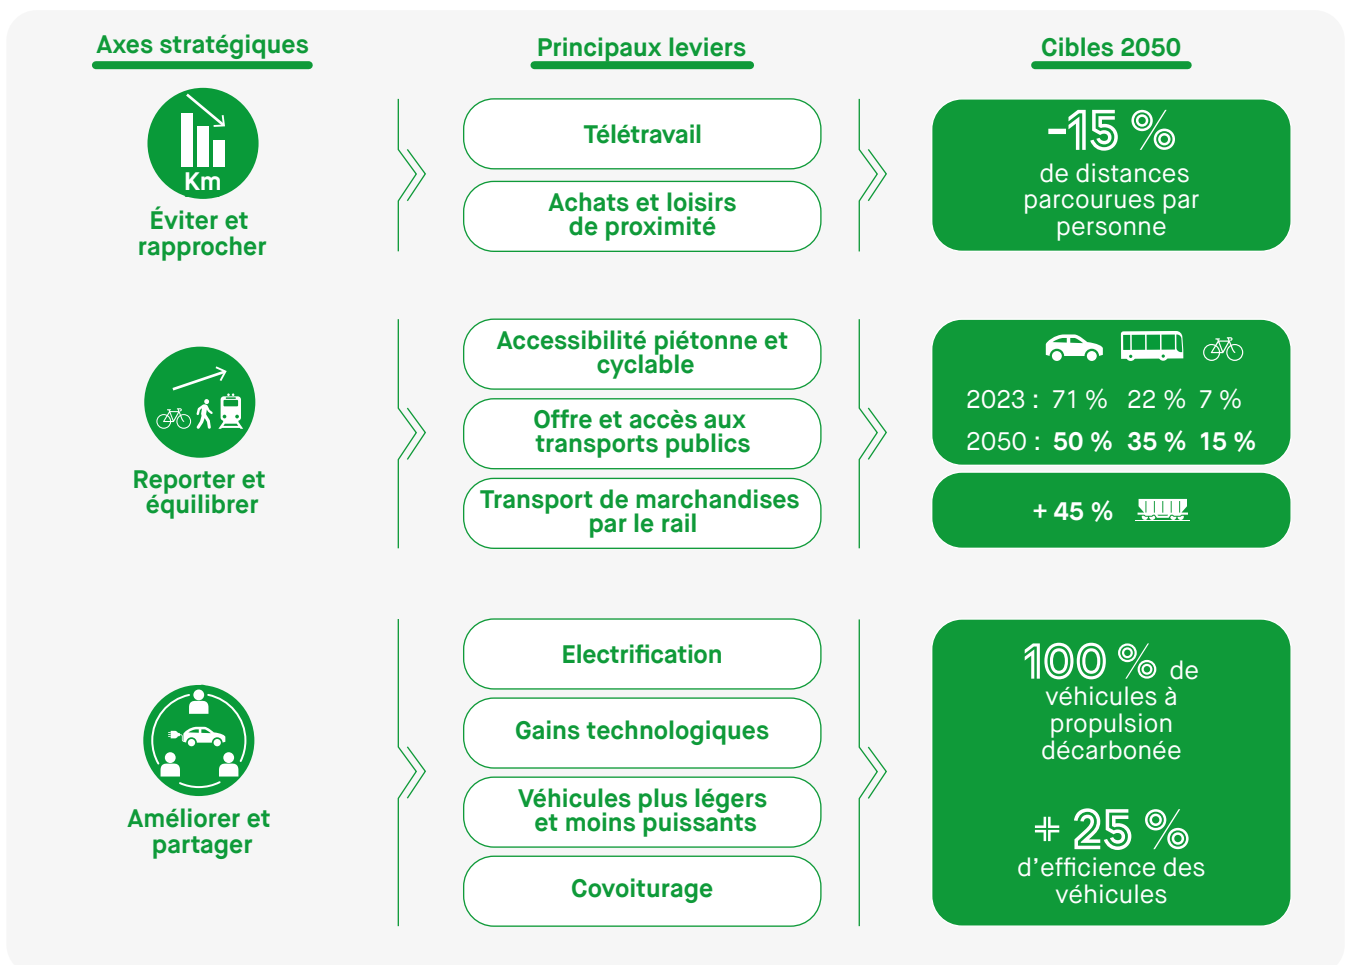 Axes stratégiques
Principaux leviers
Cibles 2050
Km
Éviter et
rapprocher
Télétravail
Achats et loisirs
de proximité
-15 %
de distances
parcourues par
personne
Reporter et
équilibrer
Accessibilité piétonne et
cyclable
Offre et accès aux
transports publics
Transport de marchandises
par le rail
2023 : 71 % 22 % 7 %
2050 : 50 % 35 % 15 %
+ 45 %
Améliorer et
partager
Electrification
Gains technologiques
Véhicules plus légers
et moins puissants
Covoiturage
100 % de
véhicules à
propulsion
décarbonée
+ 25 %
d’efficience des
véhicules